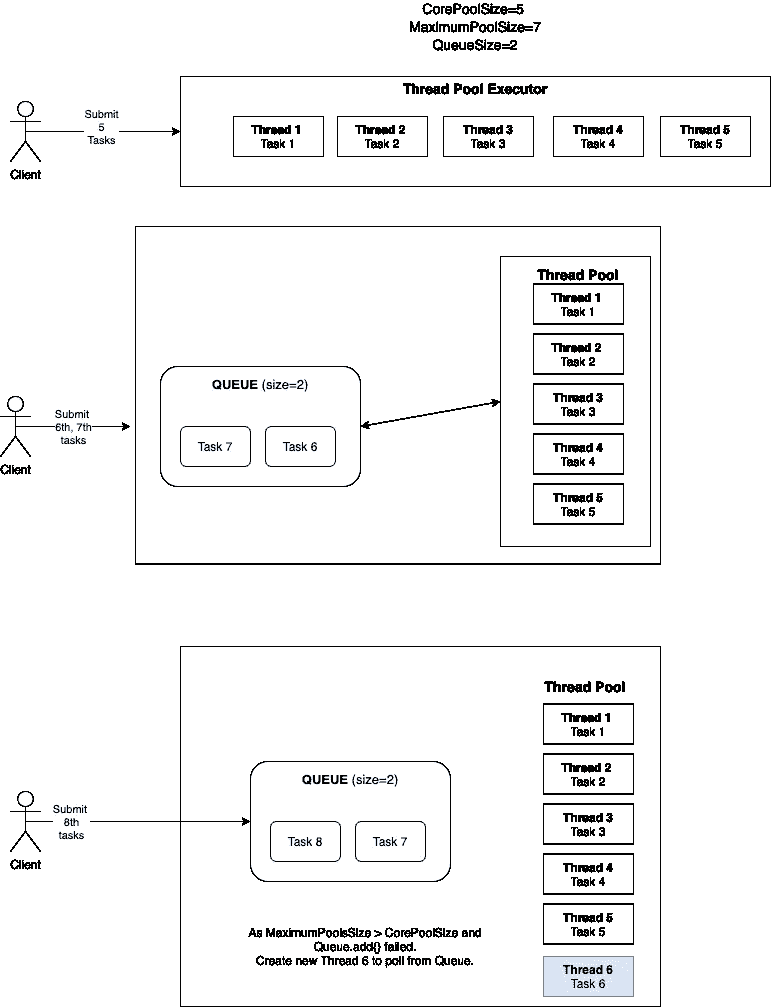 CorePoolSize=5
MaximumPoolSize=7
QueueSize=2
Thread Pool Executor
Submit
5
Tasks
Client
Thread 1
Task 1
Thread 2
Task 2
Thread 3
Task 3
Thread 4
Task 4
Thread 5
Task 5
Thread Pool
Thread 1
Task 1
Thread 2
Task 2
Thread 3
Task 3
Thread 4
Task 4
Thread 5
Task 5
QUEUE (size=2)
Task 7
Task 6
Submit
6th, 7th
tasks
Client
Thread Pool
Thread 1
Task 1
Thread 2
Task 2
Thread 3
Task 3
Thread 4
Task 4
Thread 5
Task 5
Thread 6
Task 6
QUEUE (size=2)
Task 8
Task 7
Submit
8th
tasks
Client
As MaximumPoolsSize > CorePoolSize and
Queue.add() failed.
Create new Thread 6 to poll from Queue.